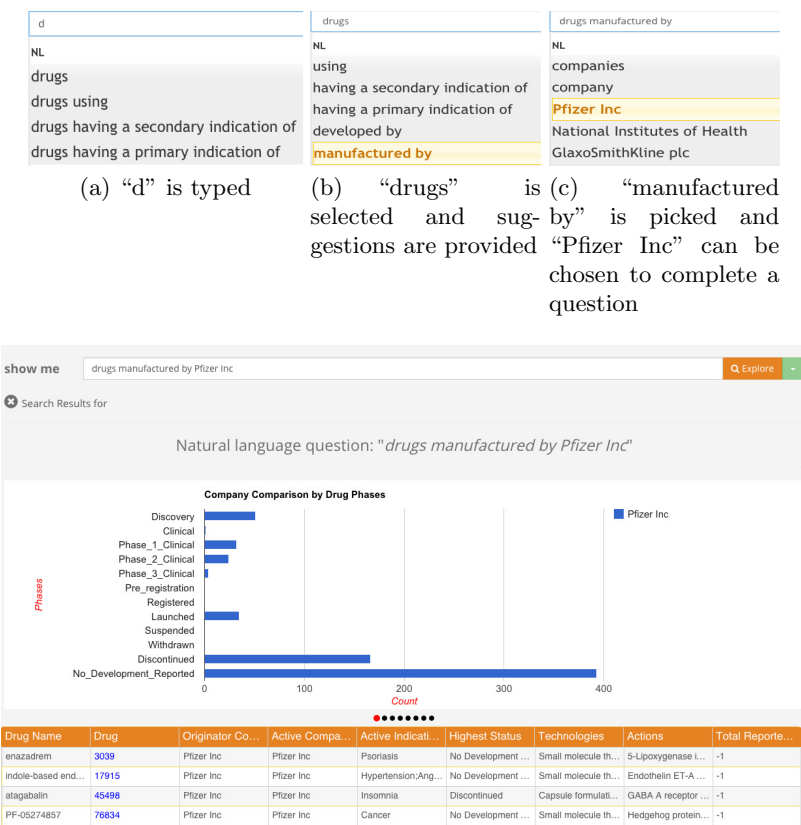 d
NL
drugs
drugs using
drugs having a secondary indication of
drugs having a primary indication of
(a) “d” is typed
drugs
NL
using
having a secondary indication of
having a primary indication of
developed by
manufactured by
(b) “drugs” is
selected and sug-
gestions are provided
drugs manufactured by
NL
companies
company
Pfizer Inc
National Institutes of Health
GlaxoSmithKline plc
(c) “manufactured
by” is picked and
“Pfizer Inc” can be
chosen to complete a
question
show me drugs manufactured by Pfizer Inc Explore
Search Results for
Natural language question: "drugs manufactured by Pfizer Inc"
Company Comparison by Drug Phases
Pfizer Inc
Phases
Discovery
Clinical
Phase_1_Clinical
Phase_2_Clinical
Phase_3_Clinical
Pre_registration
Registered
Launched
Suspended
Withdrawn
Discontinued
No_Development_Reported
0 100 200 300 400
Count
Drug Name Drug Originator Co... Active Compa... Active Indicati... Highest Status Technologies Actions Total Reporte...
enazadrem 3039 Pfizer Inc Pfizer Inc Psoriasis No Development ... Small molecule th... 5-Lipoxygenase i... -1
indole-based end... 17915 Pfizer Inc Pfizer Inc Hypertension;Ang... No Development ... Small molecule th... Endothelin ET-A ... -1
atagabalin 45498 Pfizer Inc Pfizer Inc Insomnia Discontinued Capsule formulati... GABA A receptor ... -1
PF-05274857 76834 Pfizer Inc Pfizer Inc Cancer No Development ... Small molecule th... Hedgehog protein... -1